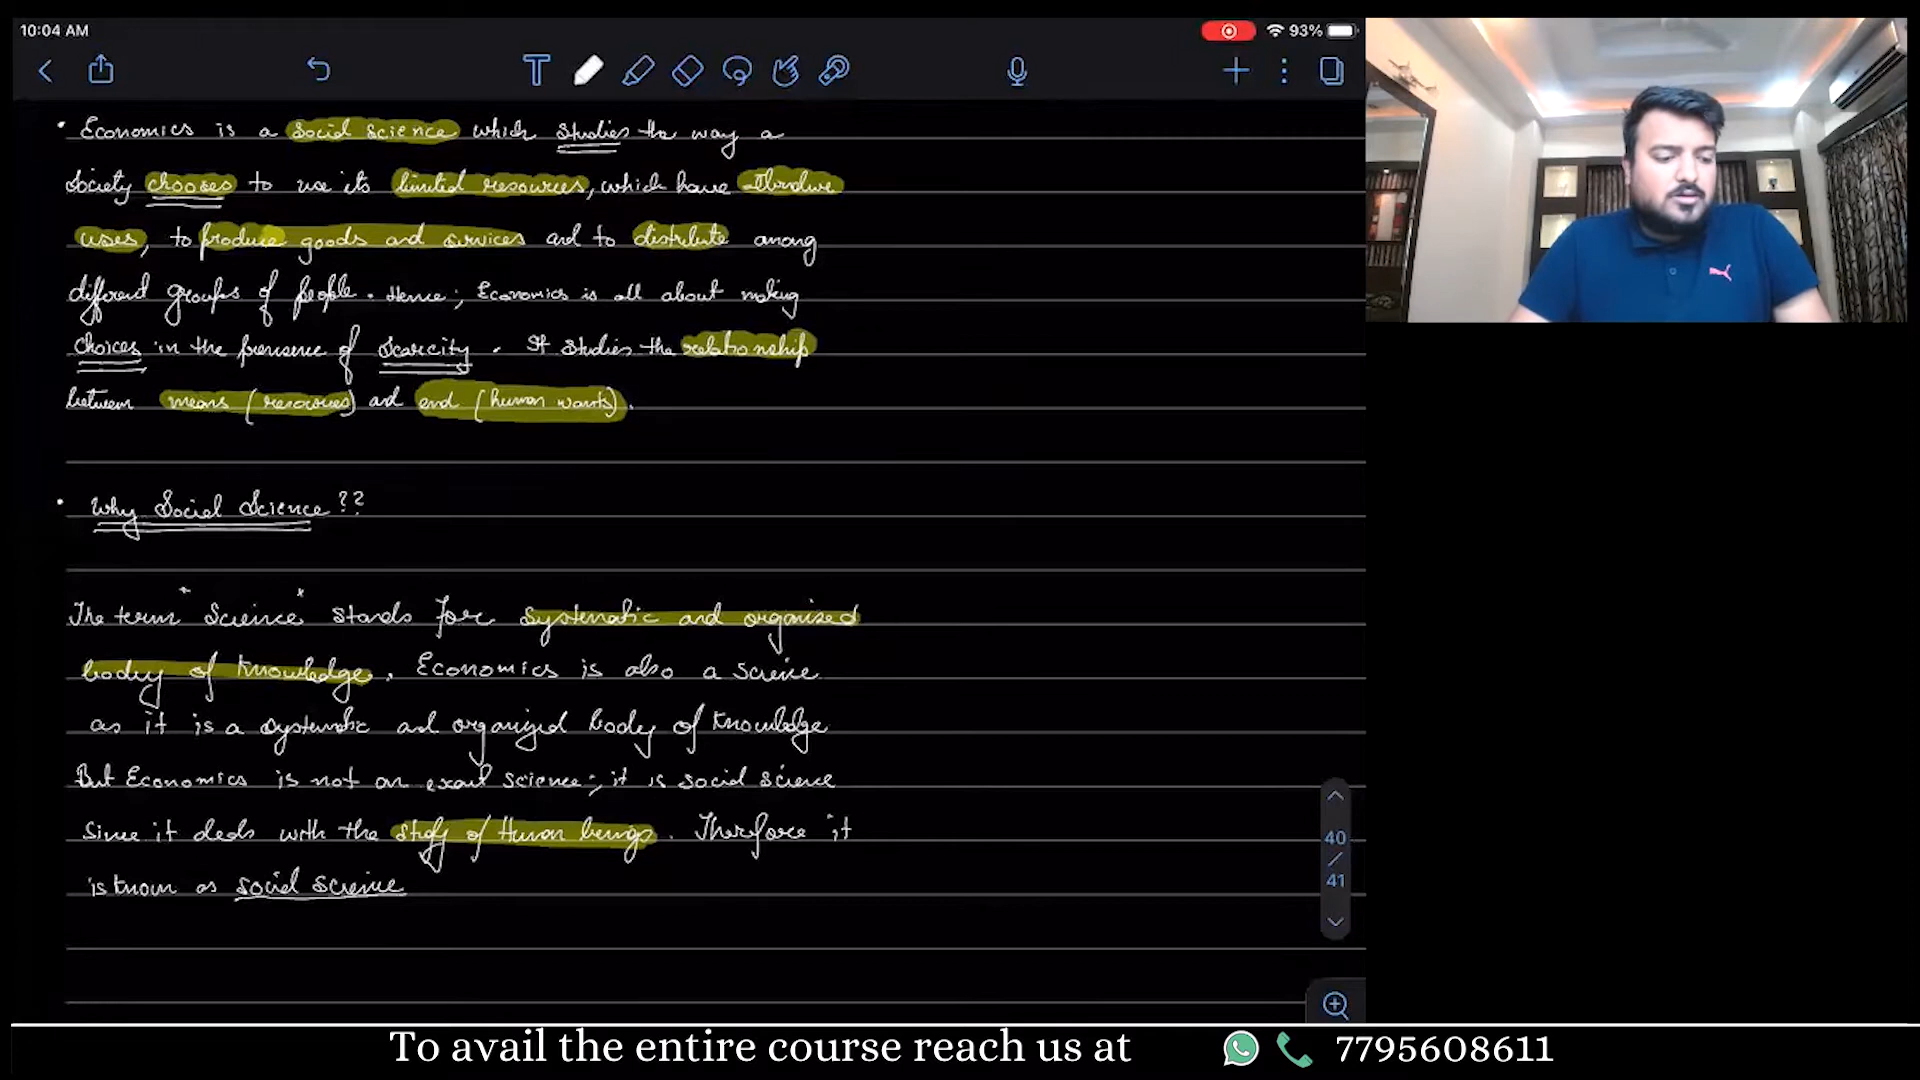 10:04 AM
93%
• Economics is a social science which studies the way a
society chooses to use its limited resources, which have
uses, to produce goods and services and to distribute among
different groups of people. Hence; Economics is all about making
choices in the presence of scarcity. It studies the relationship
between means (resources) and end (human wants).
• Why Social Science??
The term "Science" stands for systematic and organised
body of knowledge. Economics is also a science
as it is a systematic and organized body of knowledge
But Economics is not an exact science; it is social science
Since it deals with the study of Human beings. Therefore it
is known as social science
40
/
41
To avail the entire course reach us at 7795608611